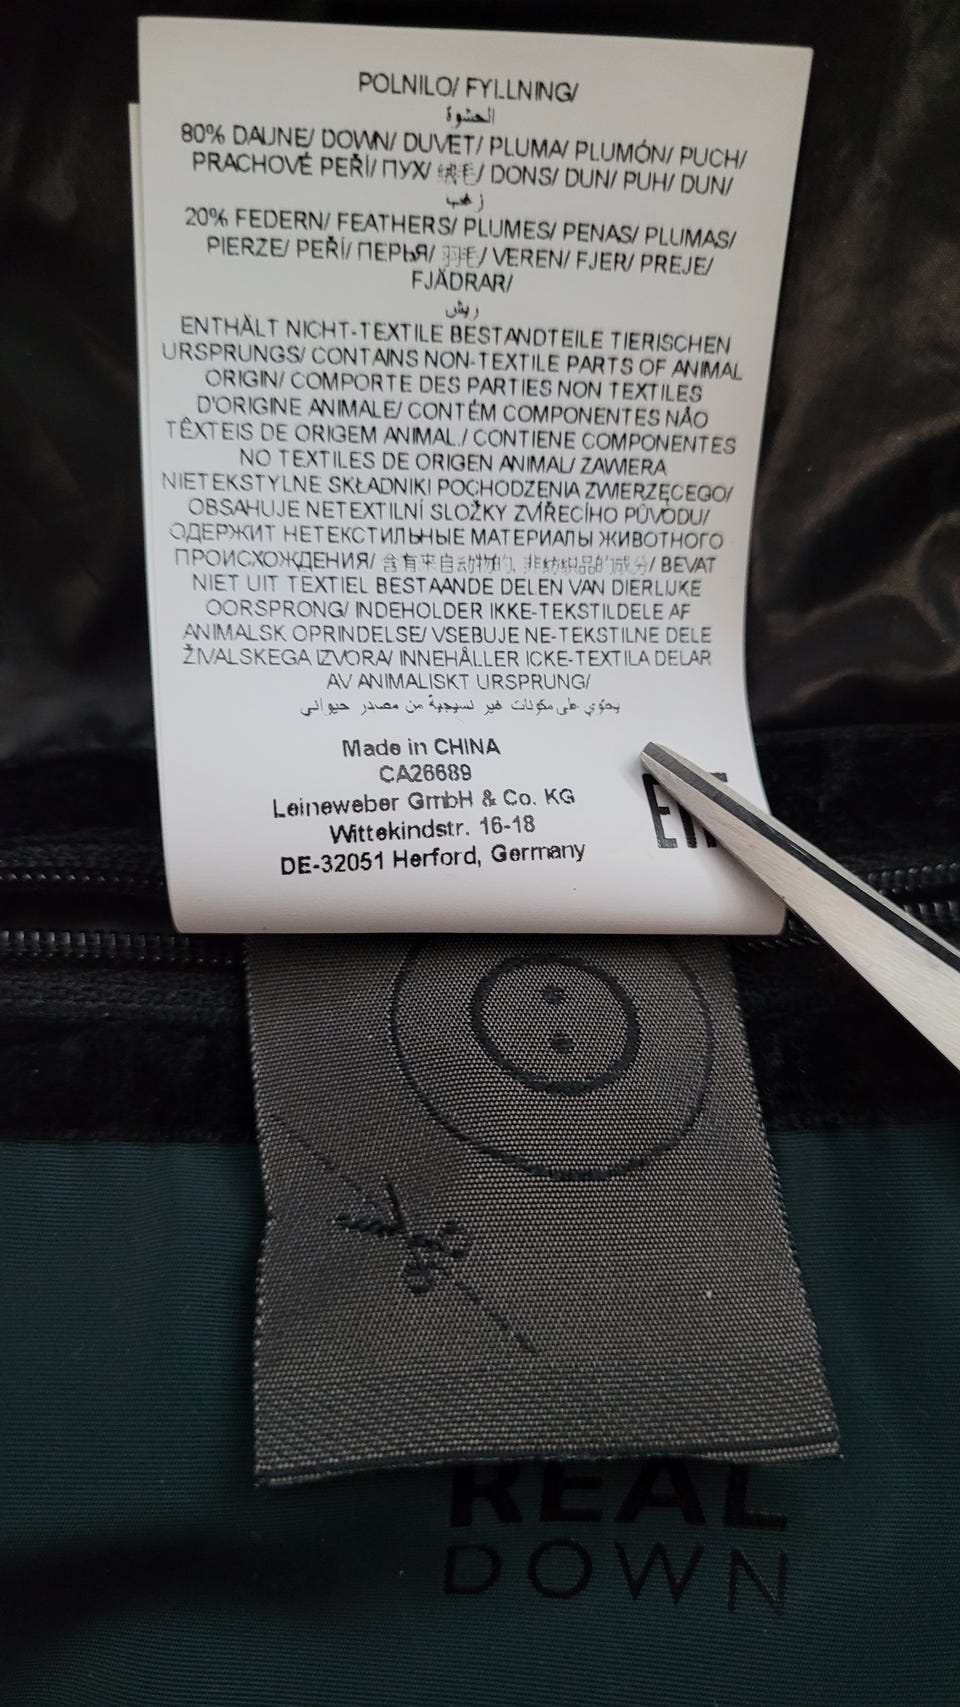 POLNILO/ FYLLNING/
الحشوة
80% DAUNE/ DOWN/ DUVET/ PLUMA/ PLUMÓN/ PUCH/
PRACHOVÉ PEŘÍ/ ПУХ/ 绒毛/ DONS/ DUN/ PUH/ DUN/
زغب
20% FEDERN/ FEATHERS/ PLUMES/ PENAS/ PLUMAS/
PIERZE/ PEŘÍ/ ПЕРЬЯ/ 羽毛/ VEREN/ FJER/ PREJE/
FJÄDRAR/
ريش
ENTHÄLT NICHT-TEXTILE BESTANDTEILE TIERISCHEN
URSPRUNGS/ CONTAINS NON-TEXTILE PARTS OF ANIMAL
ORIGIN/ COMPORTE DES PARTIES NON TEXTILES
D'ORIGINE ANIMALE/ CONTÉM COMPONENTES NÃO
TÊXTEIS DE ORIGEM ANIMAL./ CONTIENE COMPONENTES
NO TEXTILES DE ORIGEN ANIMAL/ ZAWIERA
NIETEKSTYLNE SKŁADNIKI POCHODZENIA ZWIERZĘCEGO/
OBSAHUJE NETEXTILNÍ SLOŽKY ZVÍŘECÍHO PŮVODU/
ОДЕРЖИТ НЕТЕКСТИЛЬНЫЕ МАТЕРИАЛЫ ЖИВОТНОГО
ПРОИСХОЖДЕНИЯ/ 含有来自动物的, 非纺织品的成分/ BEVAT
NIET UIT TEXTIEL BESTAANDE DELEN VAN DIERLIJKE
OORSPRONG/ INDEHOLDER IKKE-TEKSTILDELE AF
ANIMALSK OPRINDELSE/ VSEBUJE NE-TEKSTILNE DELE
ŽIVALSKEGA IZVORA/ INNEHÅLLER ICKE-TEXTILA DELAR
AV ANIMALISKT URSPRUNG/
يحتوي على مكونات غير نسيجية من مصدر حيواني
Made in CHINA
CA26689
Leineweber GmbH & Co. KG
Wittekindstr. 16-18
DE-32051 Herford, Germany
REAL
DOWN